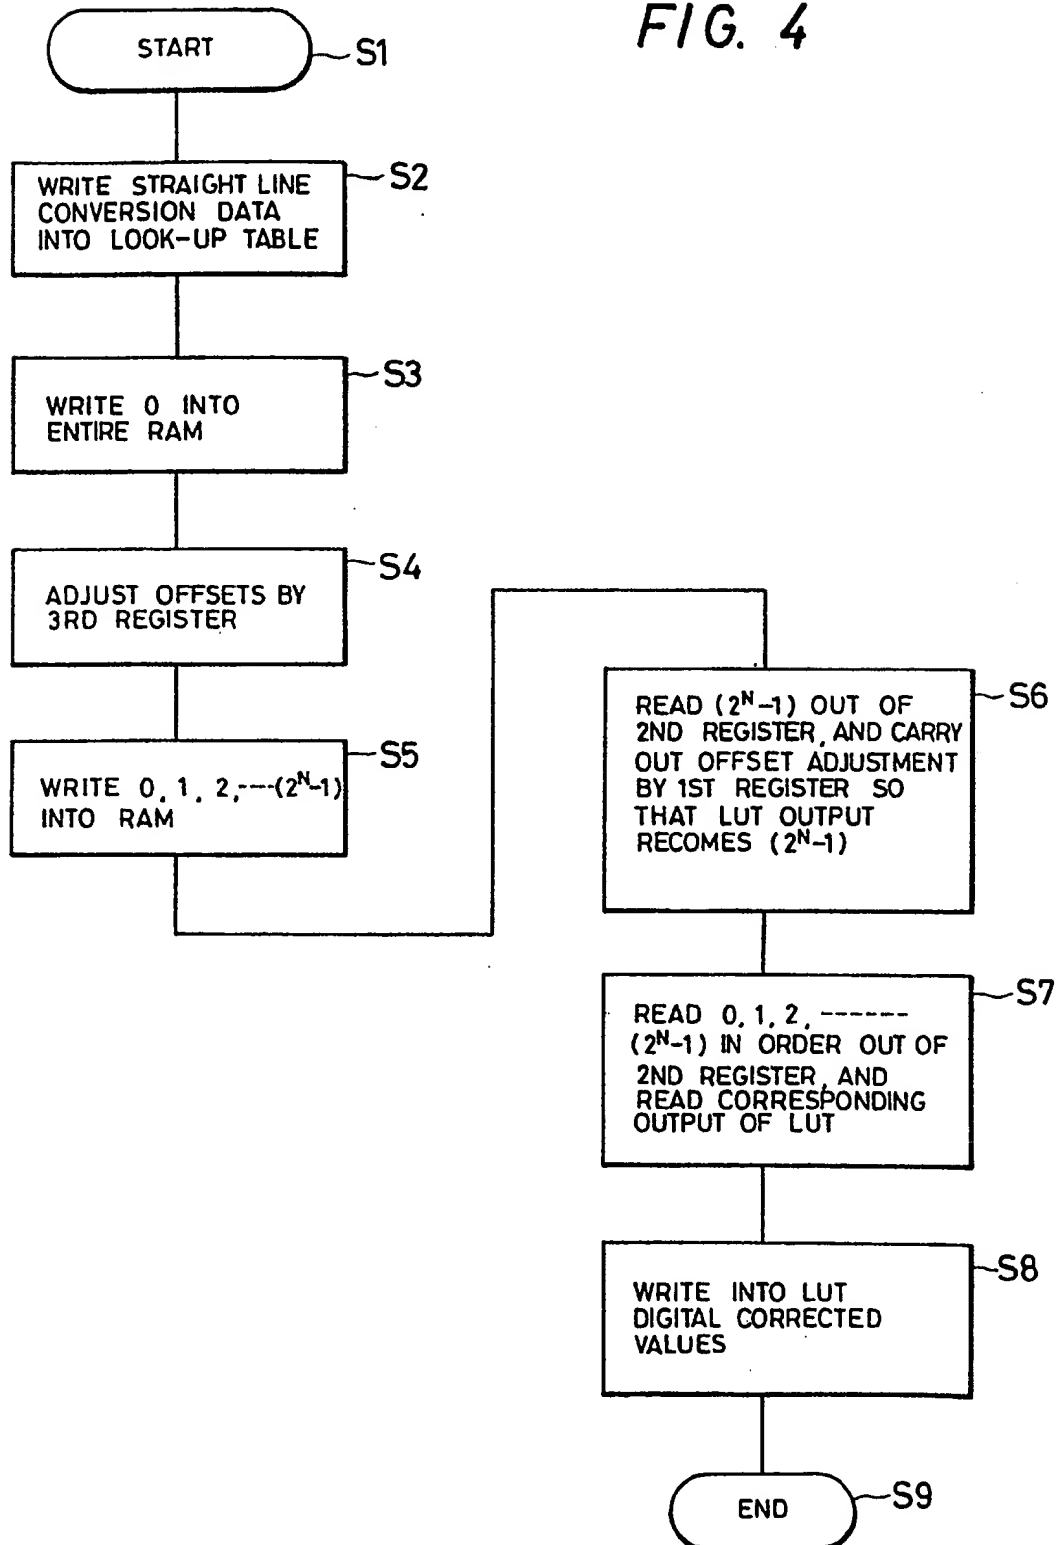 FIG. 4
START
S1
S2
WRITE STRAIGHT LINE
CONVERSION DATA
INTO LOOK-UP TABLE
S3
WRITE 0 INTO
ENTIRE RAM
S4
ADJUST OFFSETS BY
3RD REGISTER
S5
WRITE 0, 1, 2, ----(2^N-1)
INTO RAM
S6
READ (2^N-1) OUT OF
2ND REGISTER, AND CARRY
OUT OFFSET ADJUSTMENT
BY 1ST REGISTER SO
THAT LUT OUTPUT
RECOMES (2^N-1)
S7
READ 0, 1, 2, -------
(2^N-1) IN ORDER OUT OF
2ND REGISTER, AND
READ CORRESPONDING
OUTPUT OF LUT
S8
WRITE INTO LUT
DIGITAL CORRECTED
VALUES
END
S9